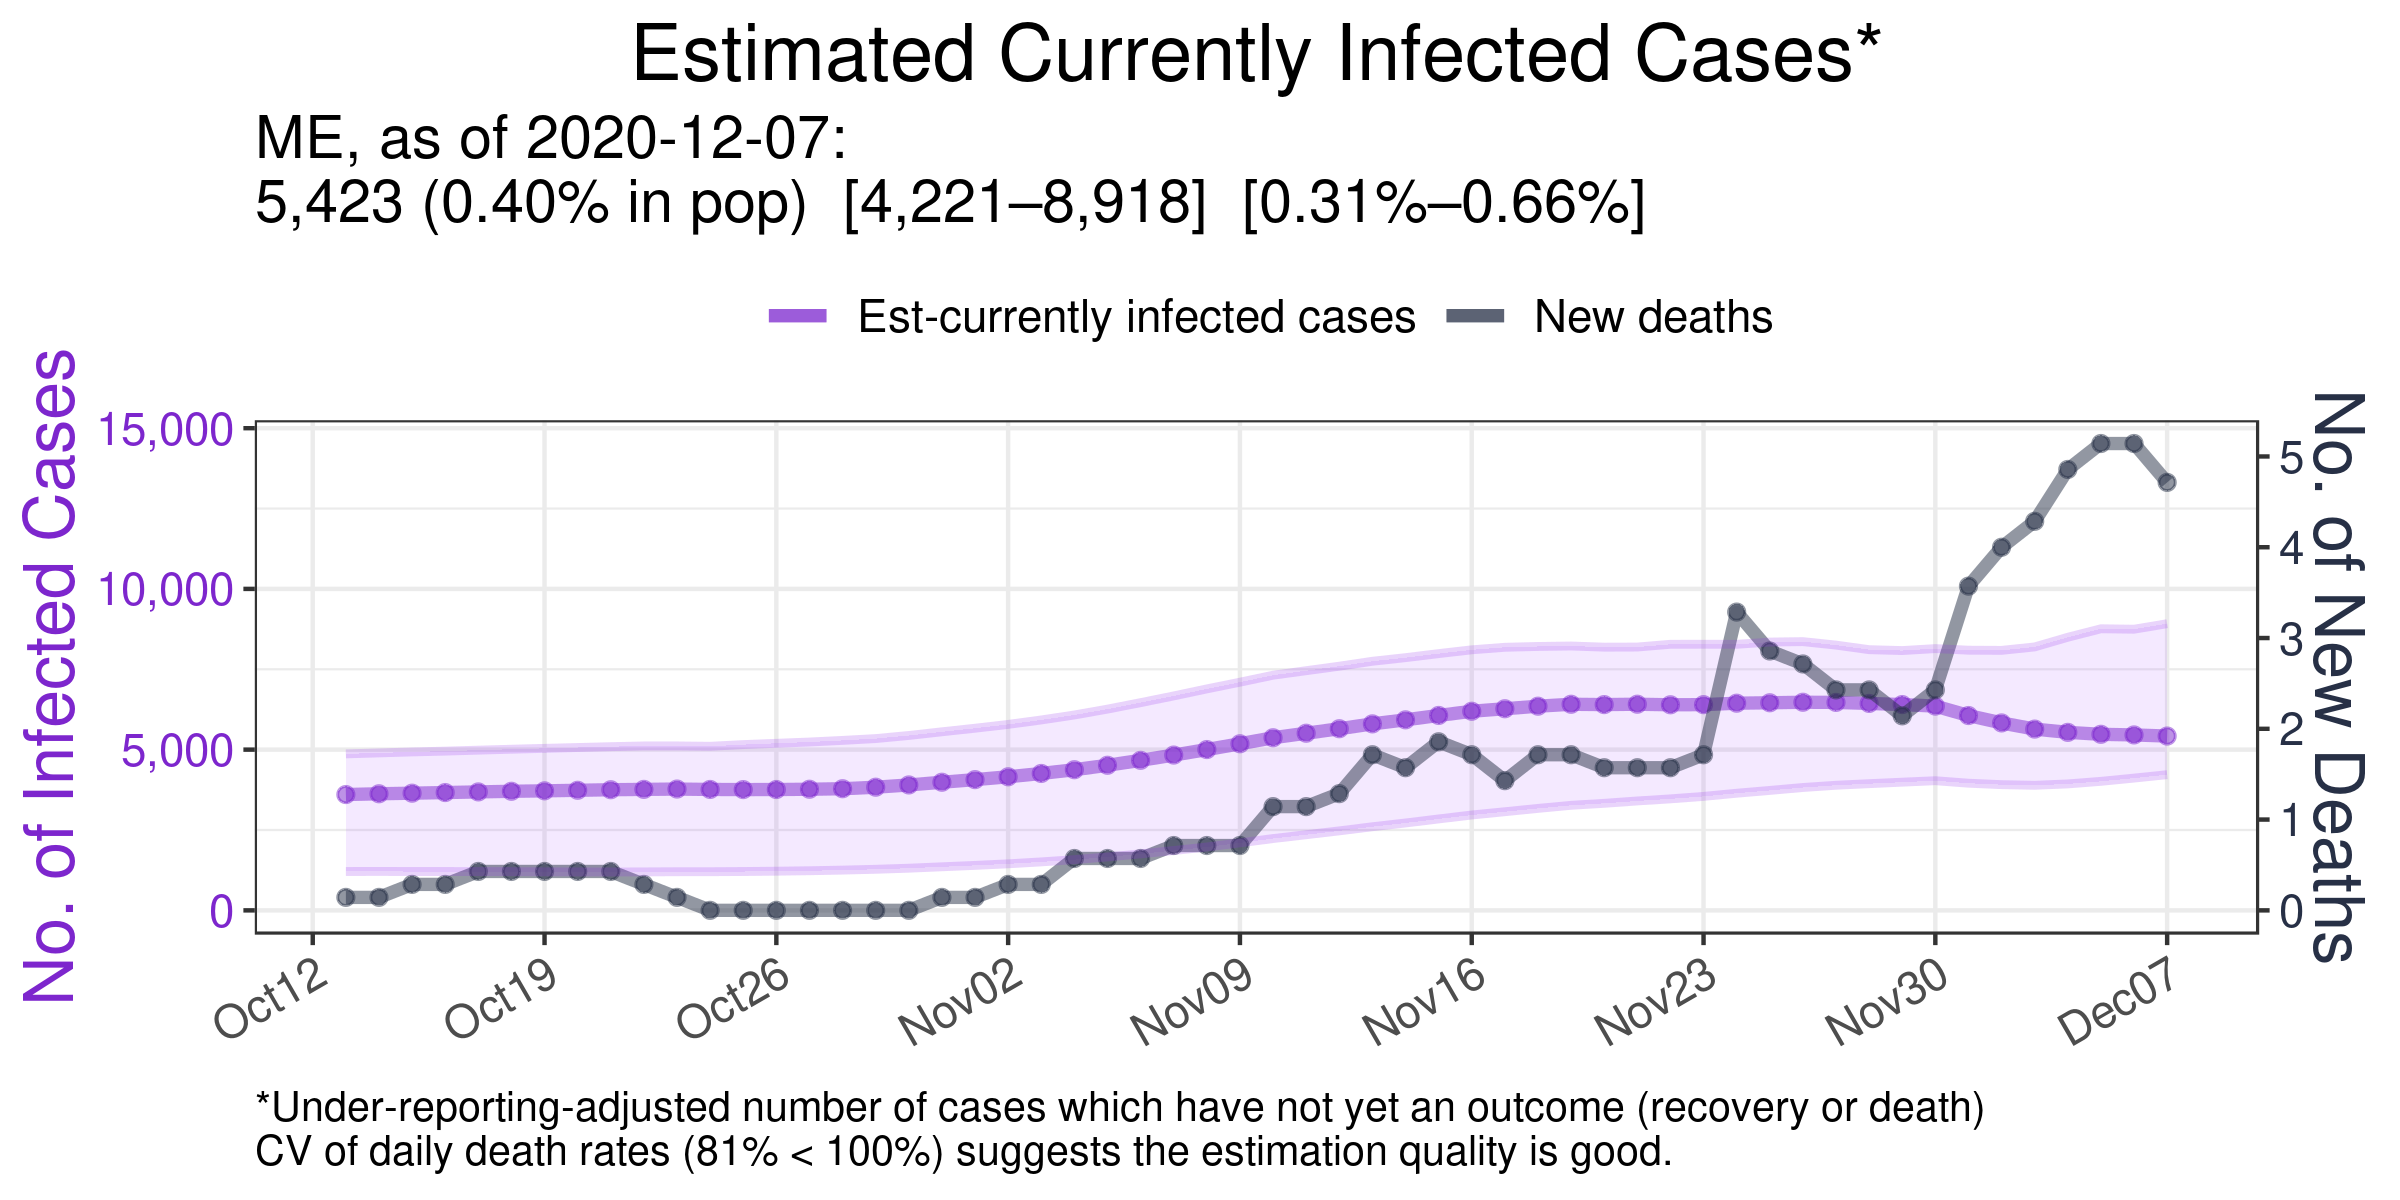 Estimated Currently Infected Cases*
ME, as of 2020-12-07:
5,423 (0.40% in pop)  [4,221–8,918]  [0.31%–0.66%]
Est-currently infected cases
New deaths
No. of Infected Cases
15,000
10,000
5,000
0
No. of New Deaths
5
4
3
2
1
0
Oct12
Oct19
Oct26
Nov02
Nov09
Nov16
Nov23
Nov30
Dec07
*Under-reporting-adjusted number of cases which have not yet an outcome (recovery or death)
CV of daily death rates (81% < 100%) suggests the estimation quality is good.